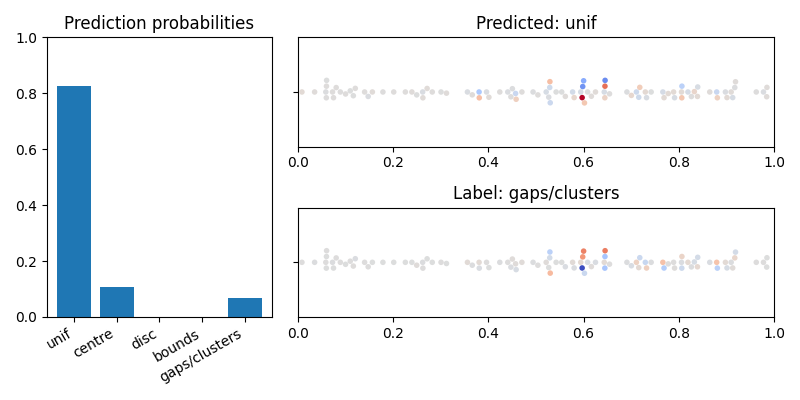 Prediction probabilities
1.0
0.8
0.6
0.4
0.2
0.0
unif
centre
disc
bounds
gaps/clusters
Predicted: unif
0.0 0.2 0.4 0.6 0.8 1.0
Label: gaps/clusters
0.0 0.2 0.4 0.6 0.8 1.0